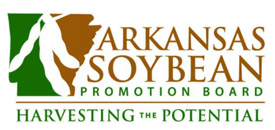 ARKANSAS
SOYBEAN
PROMOTION BOARD
HARVESTING THE POTENTIAL